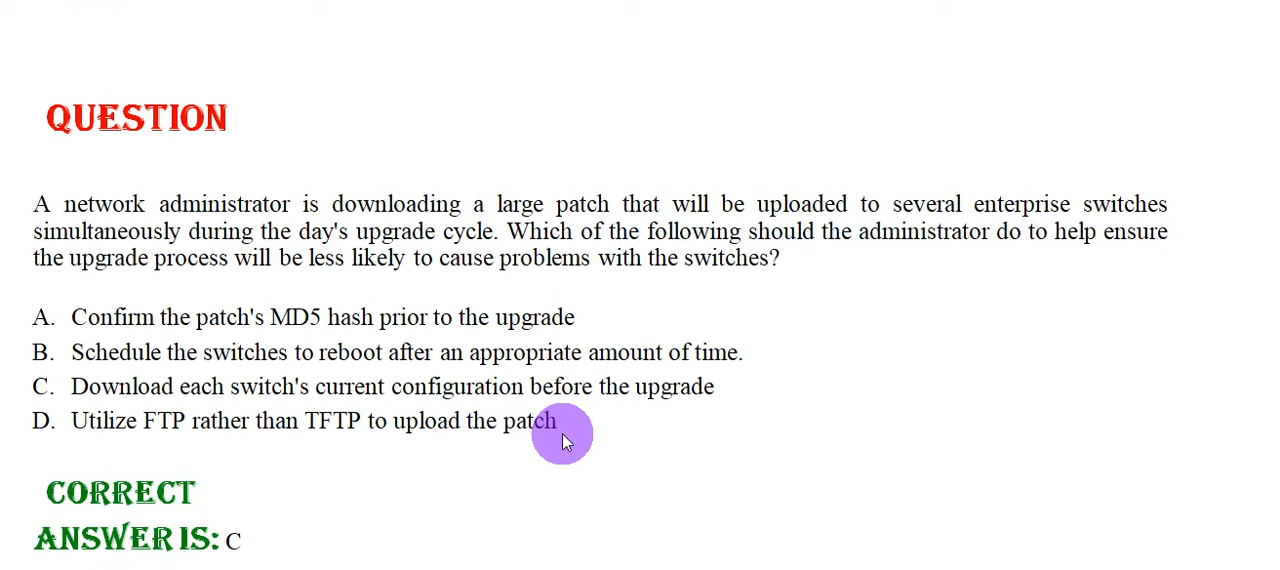 QUESTION
A network administrator is downloading a large patch that will be uploaded to several enterprise switches
simultaneously during the day's upgrade cycle. Which of the following should the administrator do to help ensure
the upgrade process will be less likely to cause problems with the switches?
A. Confirm the patch's MD5 hash prior to the upgrade
B. Schedule the switches to reboot after an appropriate amount of time.
C. Download each switch's current configuration before the upgrade
D. Utilize FTP rather than TFTP to upload the patch
CORRECT
ANSWER IS: C